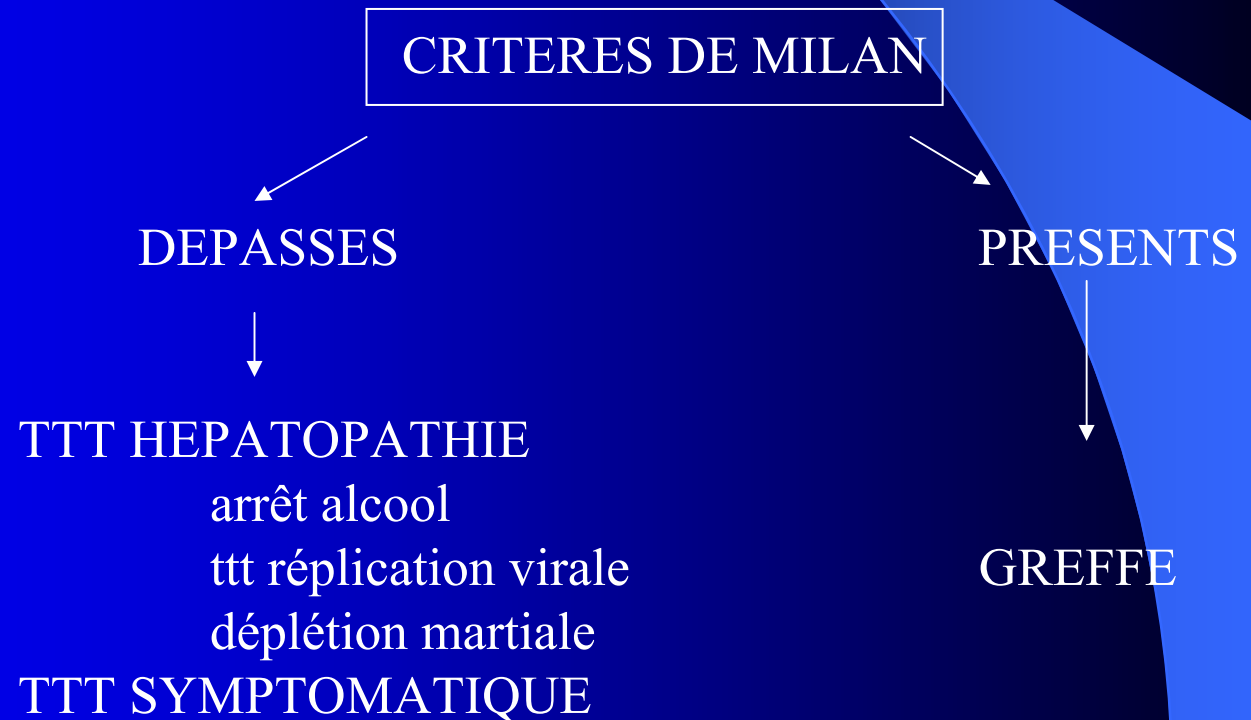 CRITERES DE MILAN
DEPASSES
PRESENTS
TTT HEPATOPATHIE
arrêt alcool
ttt réplication virale
GREFFE
déplétion martiale
TTT SYMPTOMATIQUE